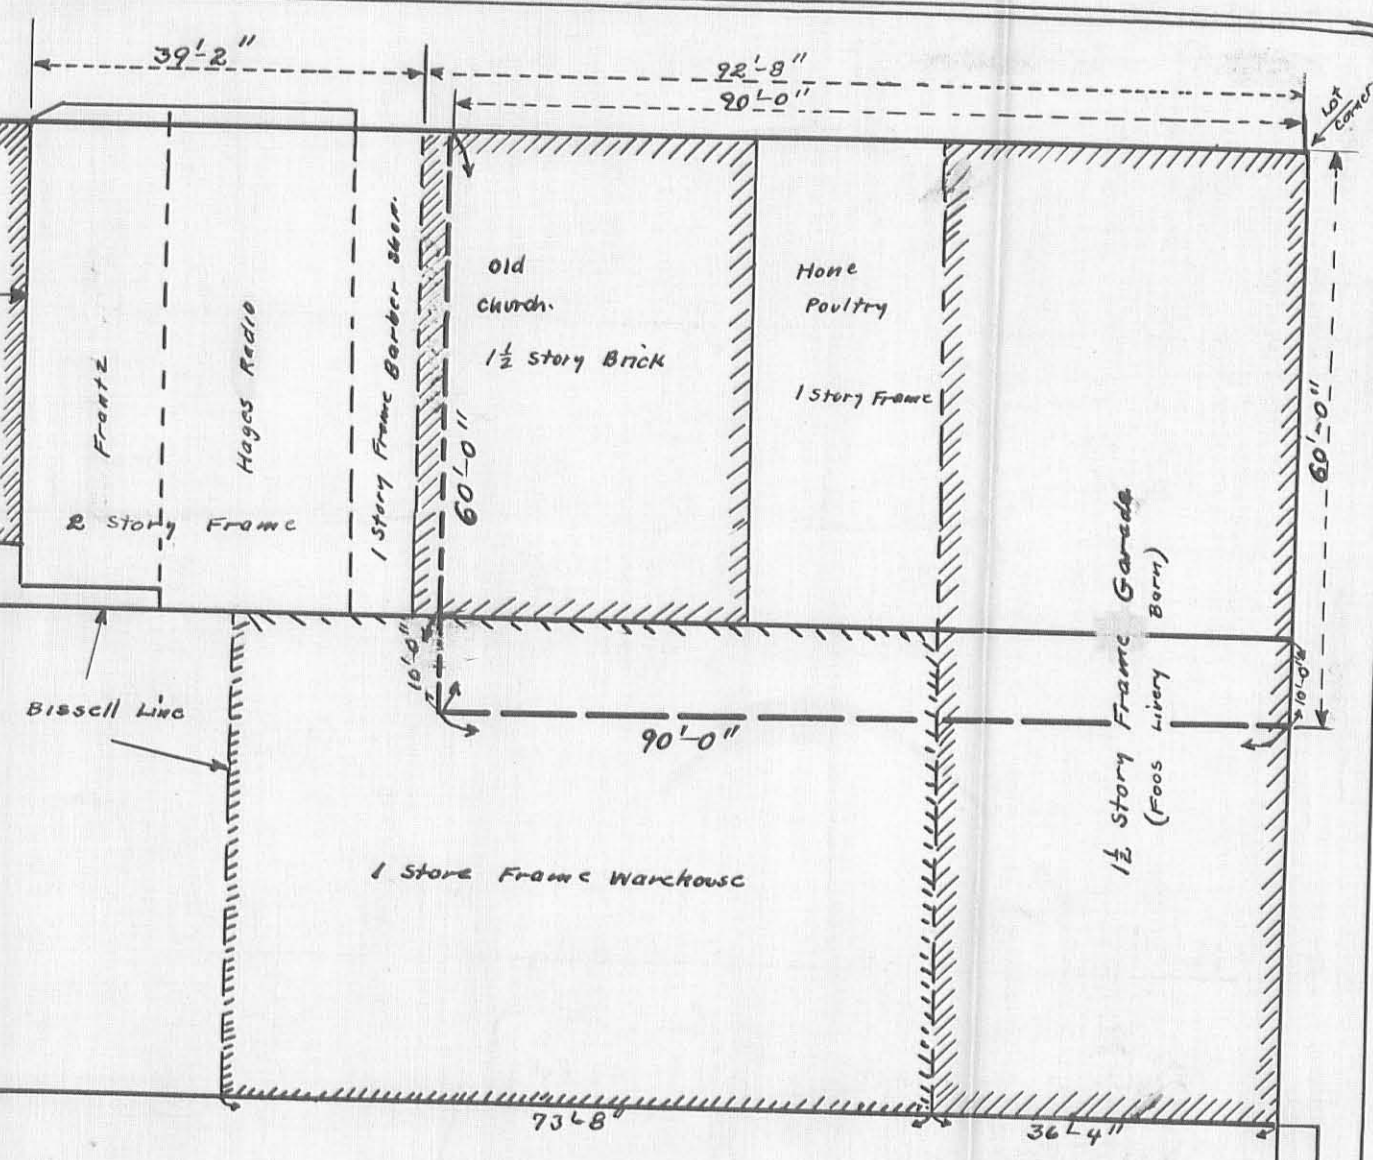 39'-2"
92'-8"
90'-0"
Lot
Corner
Frantz
Hages Radio
2 Story Frame
1 Story Frame Barber Shop.
60'-0"
Old
Church.
1½ Story Brick
Home
Poultry
1 Story Frame
60'-0"
1½ Story Frame Garade
(Foos Livery Barn)
10'-0"
10'-0"
90'-0"
Bissell Line
1 Store Frame Warehouse
73'-8"
36'-4"